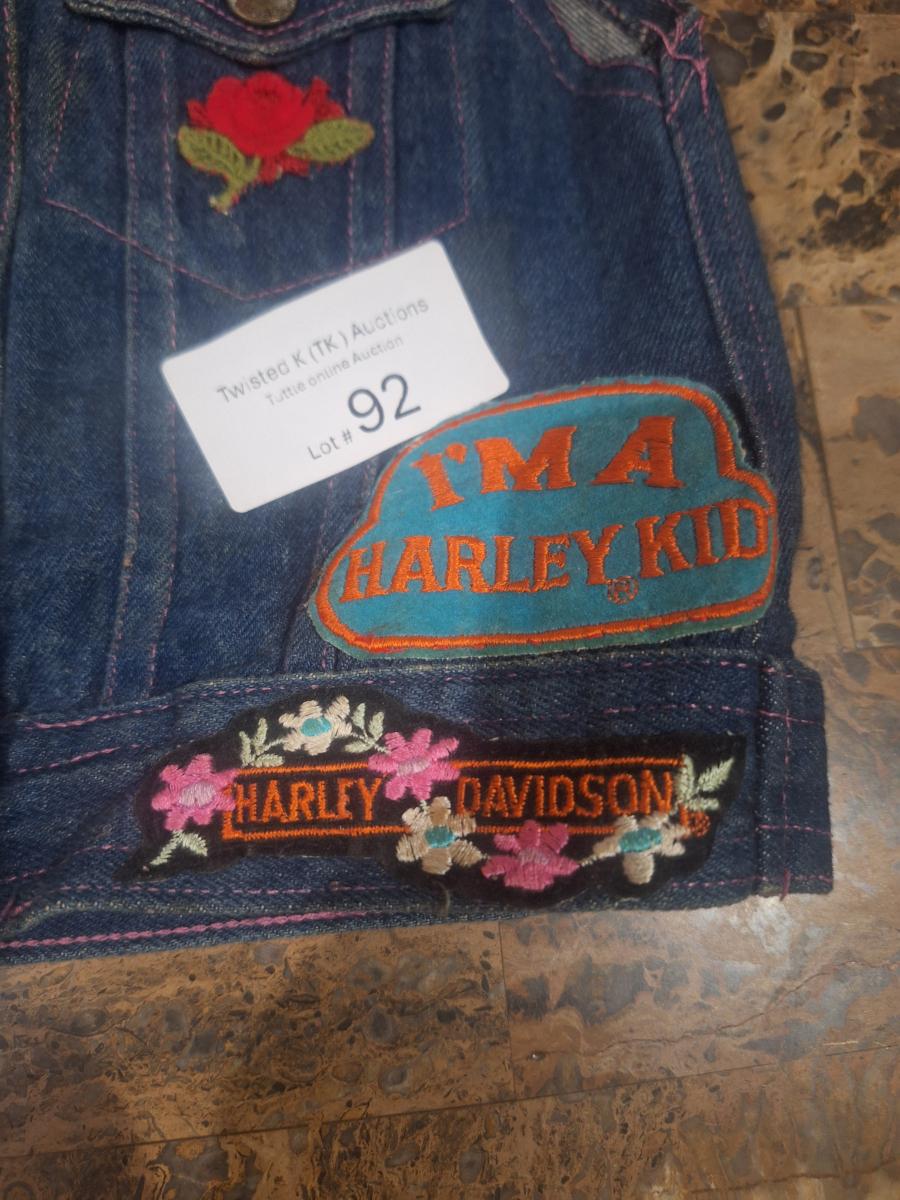 Twisted K (TK) Auctions
Tuttle online Auction
Lot # 92
I'M A
HARLEY KID
®
HARLEY DAVIDSON
®